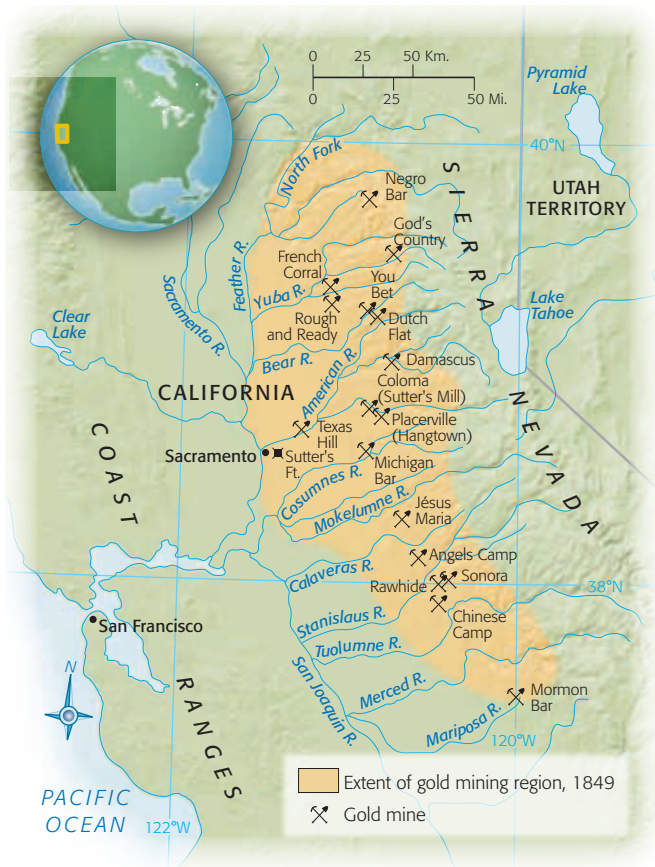 0 25 50 Km.
0 25 50 Mi.
Pyramid
Lake
40°N
North Fork
SIERRA
Negro
Bar
UTAH
TERRITORY
God's
Country
Feather R.
French
Corral
You
Bet
Sacramento R.
Yuba R.
Lake
Tahoe
Clear
Lake
Rough
and Ready
Dutch
Flat
Bear R.
American R.
Damascus
CALIFORNIA
Coloma
(Sutter's Mill)
NEVADA
Placerville
(Hangtown)
COAST
Texas
Hill
Sacramento
Sutter's
Ft.
Michigan
Bar
Cosumnes R.
Mokelumne R.
Jésus
Maria
Angels Camp
Calaveras R.
Rawhide
Sonora
38°N
San Francisco
Stanislaus R.
Chinese
Camp
Tuolumne R.
N
RANGES
San Joaquin R.
Merced R.
Mormon
Bar
Mariposa R.
120°W
Extent of gold mining region, 1849
Gold mine
PACIFIC
OCEAN
122°W